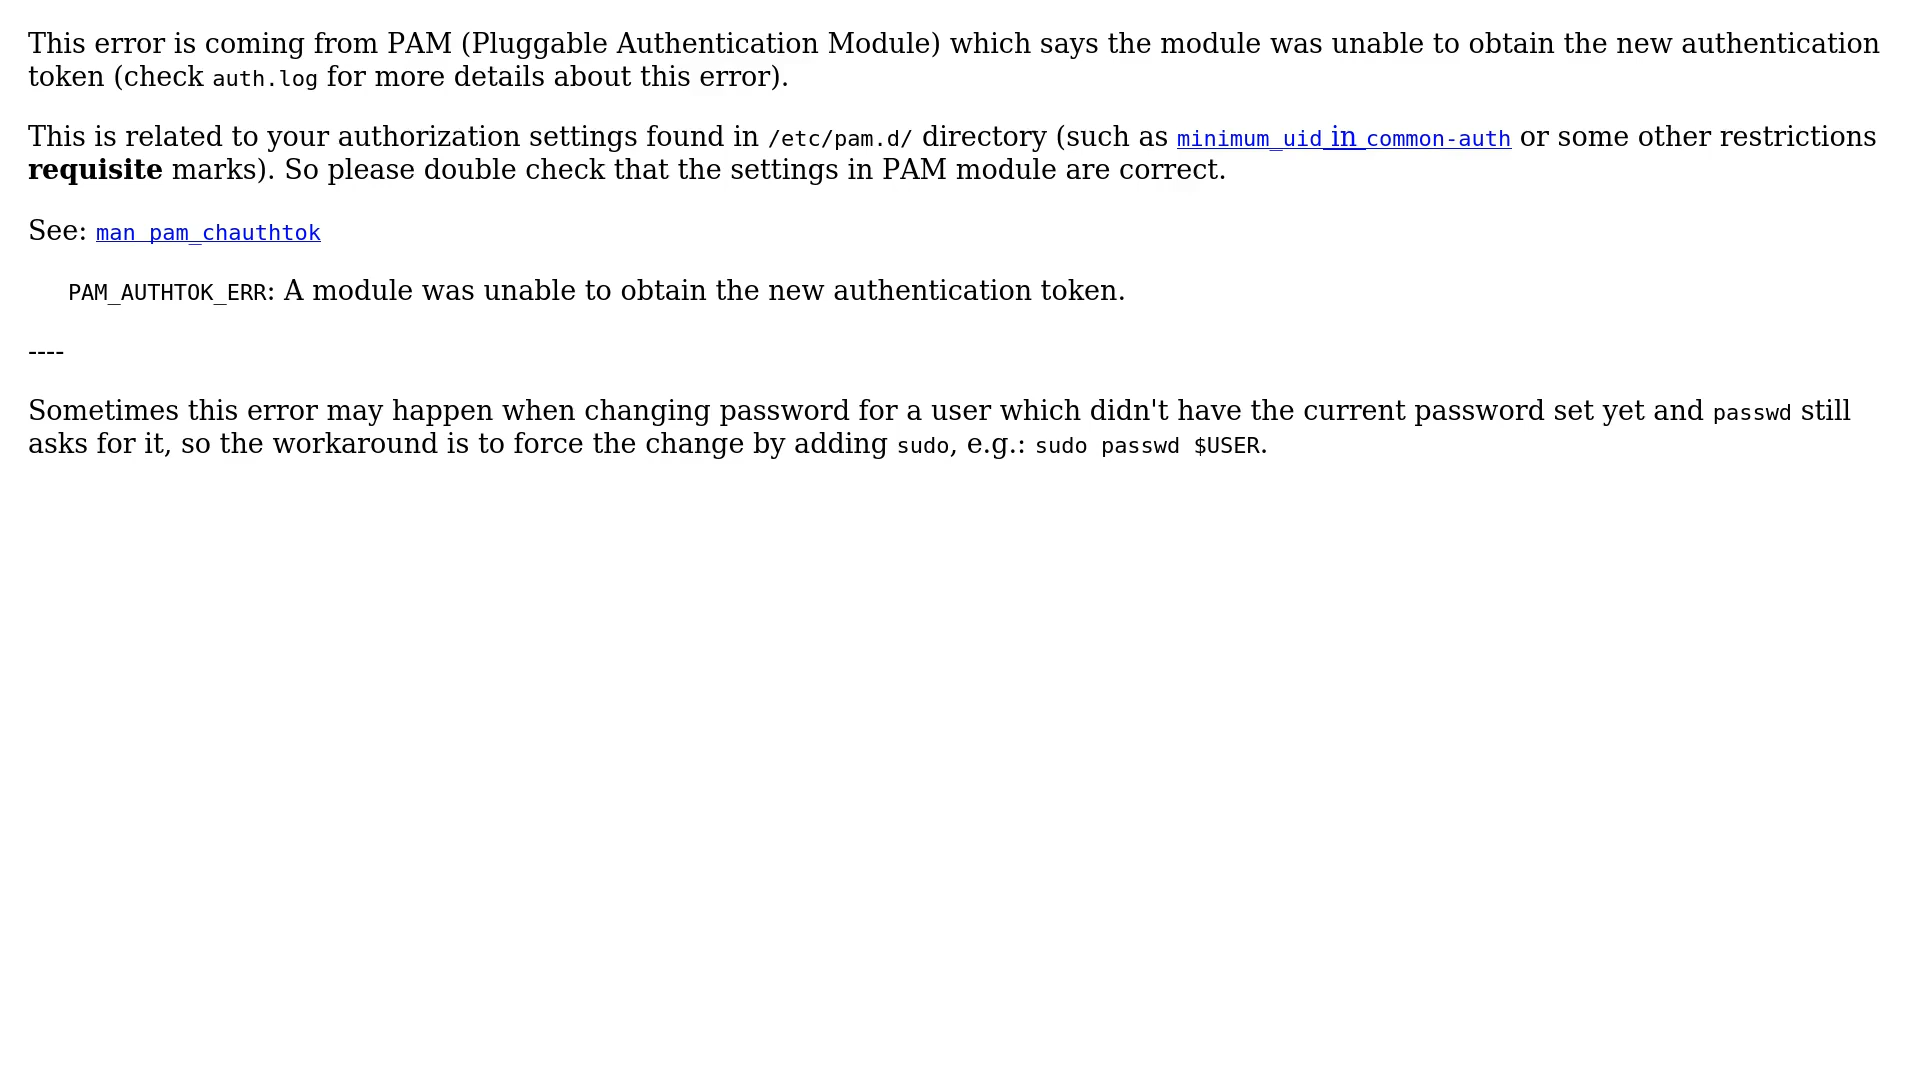 This error is coming from PAM (Pluggable Authentication Module) which says the module was unable to obtain the new authentication
token (check auth.log for more details about this error).
This is related to your authorization settings found in /etc/pam.d/ directory (such as minimum_uid in common-auth or some other restrictions
requisite marks). So please double check that the settings in PAM module are correct.
See: man pam_chauthtok
PAM_AUTHTOK_ERR: A module was unable to obtain the new authentication token.
----
Sometimes this error may happen when changing password for a user which didn't have the current password set yet and passwd still
asks for it, so the workaround is to force the change by adding sudo, e.g.: sudo passwd $USER.